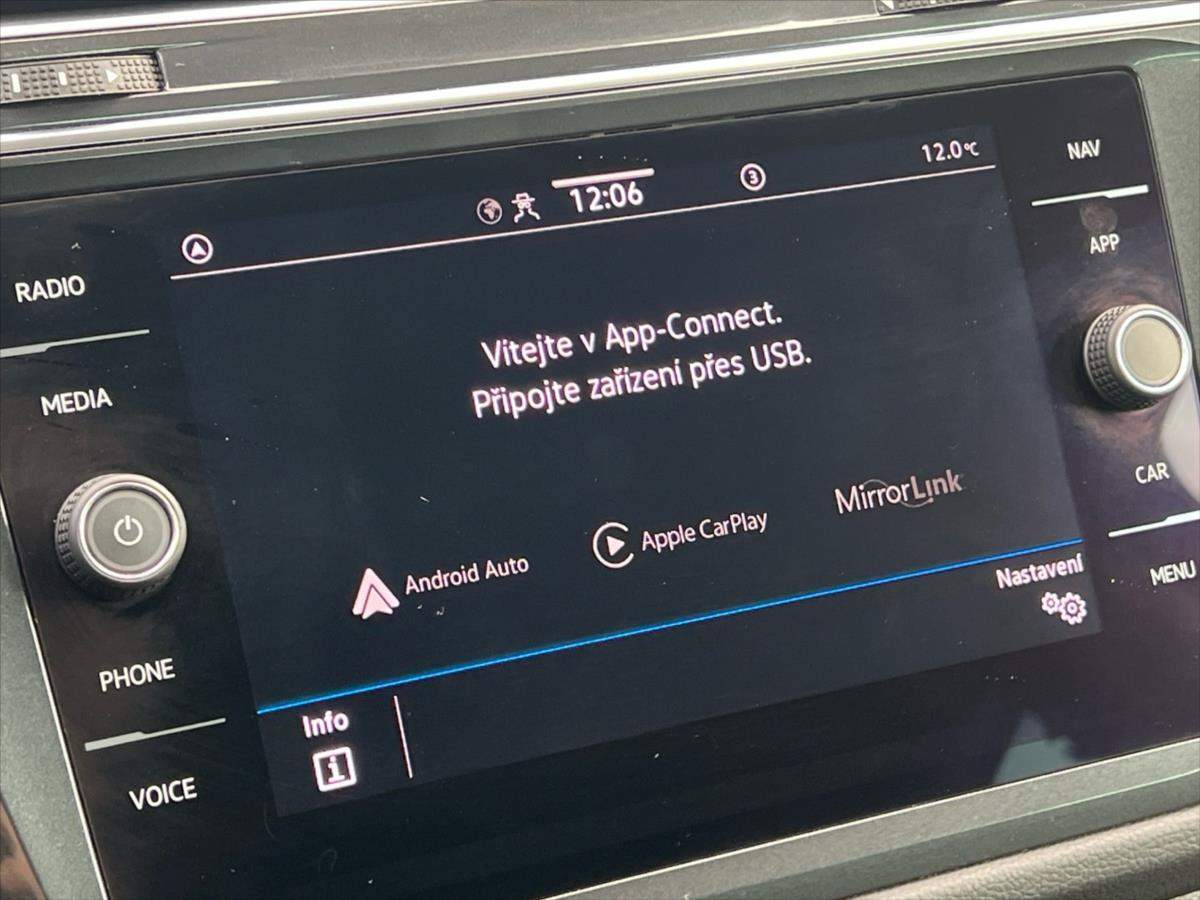 12:06
3
12.0°C
NAV
APP
RADIO
MEDIA
Vítejte v App-Connect.
Připojte zařízení přes USB.
Android Auto
Apple CarPlay
MirrorLink
CAR
MENU
Nastavení
PHONE
VOICE
Info
i